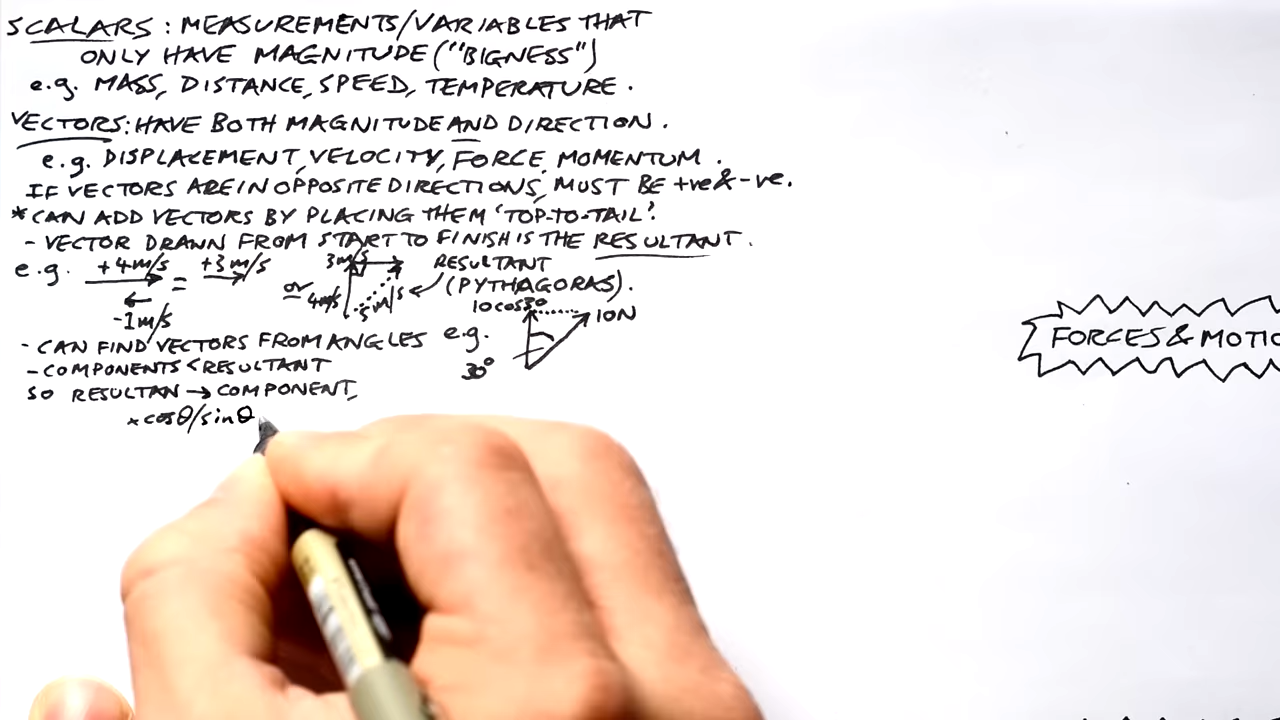 SCALARS : MEASUREMENTS/VARIABLES THAT
ONLY HAVE MAGNITUDE ("BIGNESS")
e.g. MASS, DISTANCE, SPEED, TEMPERATURE.
VECTORS: HAVE BOTH MAGNITUDE AND DIRECTION.
e.g. DISPLACEMENT, VELOCITY, FORCE, MOMENTUM.
IF VECTORS ARE IN OPPOSITE DIRECTIONS, MUST BE +ve & -ve.
*CAN ADD VECTORS BY PLACING THEM 'TOP-TO-TAIL'.
- VECTOR DRAWN FROM START TO FINISH IS THE RESULTANT.
e.g. +4m/s = +3m/s
-1m/s
or 3m/s 4m/s 5m/s
RESULTANT
(PYTHAGORAS).
- CAN FIND VECTORS FROM ANGLES e.g.
10cos30
10N
30°
- COMPONENTS < RESULTANT
SO RESULTAN → COMPONENT,
×cosθ/sinθ
FORCES & MOTIO